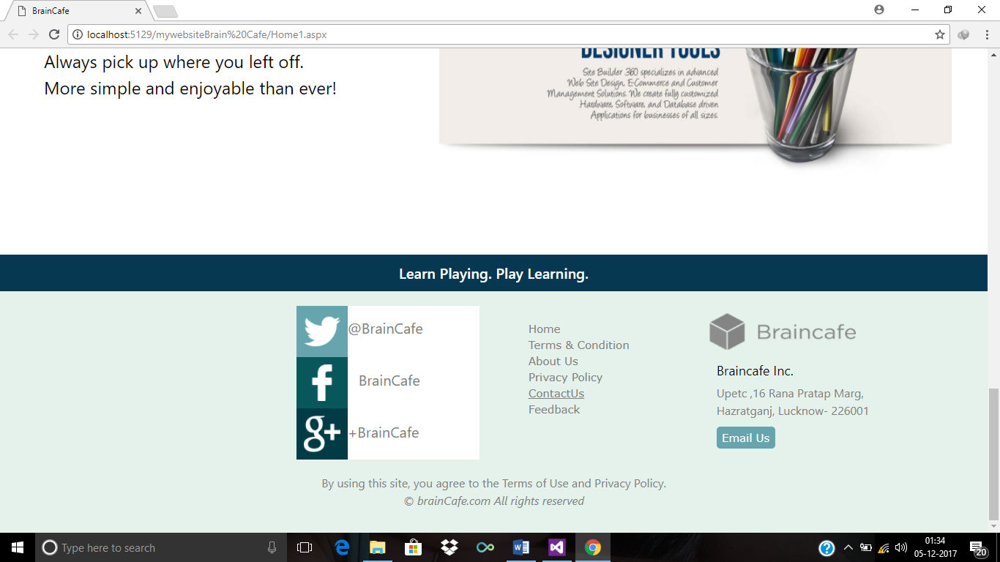 BrainCafe
localhost:5129/mywebsiteBrain%20Cafe/Home1.aspx
Always pick up where you left off.
More simple and enjoyable than ever!
DESIGNER TOOLS
Site Builder 360 specializes in advanced
Web Site Design, E-Commerce and Customer
Management Solutions. We create fully customized
Hardware, Software, and Database driven
Applications for businesses of all sizes.
Learn Playing. Play Learning.
@BrainCafe
BrainCafe
+BrainCafe
Home
Terms & Condition
About Us
Privacy Policy
ContactUs
Feedback
Braincafe
Braincafe Inc.
Upetc ,16 Rana Pratap Marg,
Hazratganj, Lucknow- 226001
Email Us
By using this site, you agree to the Terms of Use and Privacy Policy.
© brainCafe.com All rights reserved
Type here to search
01:34
05-12-2017
20